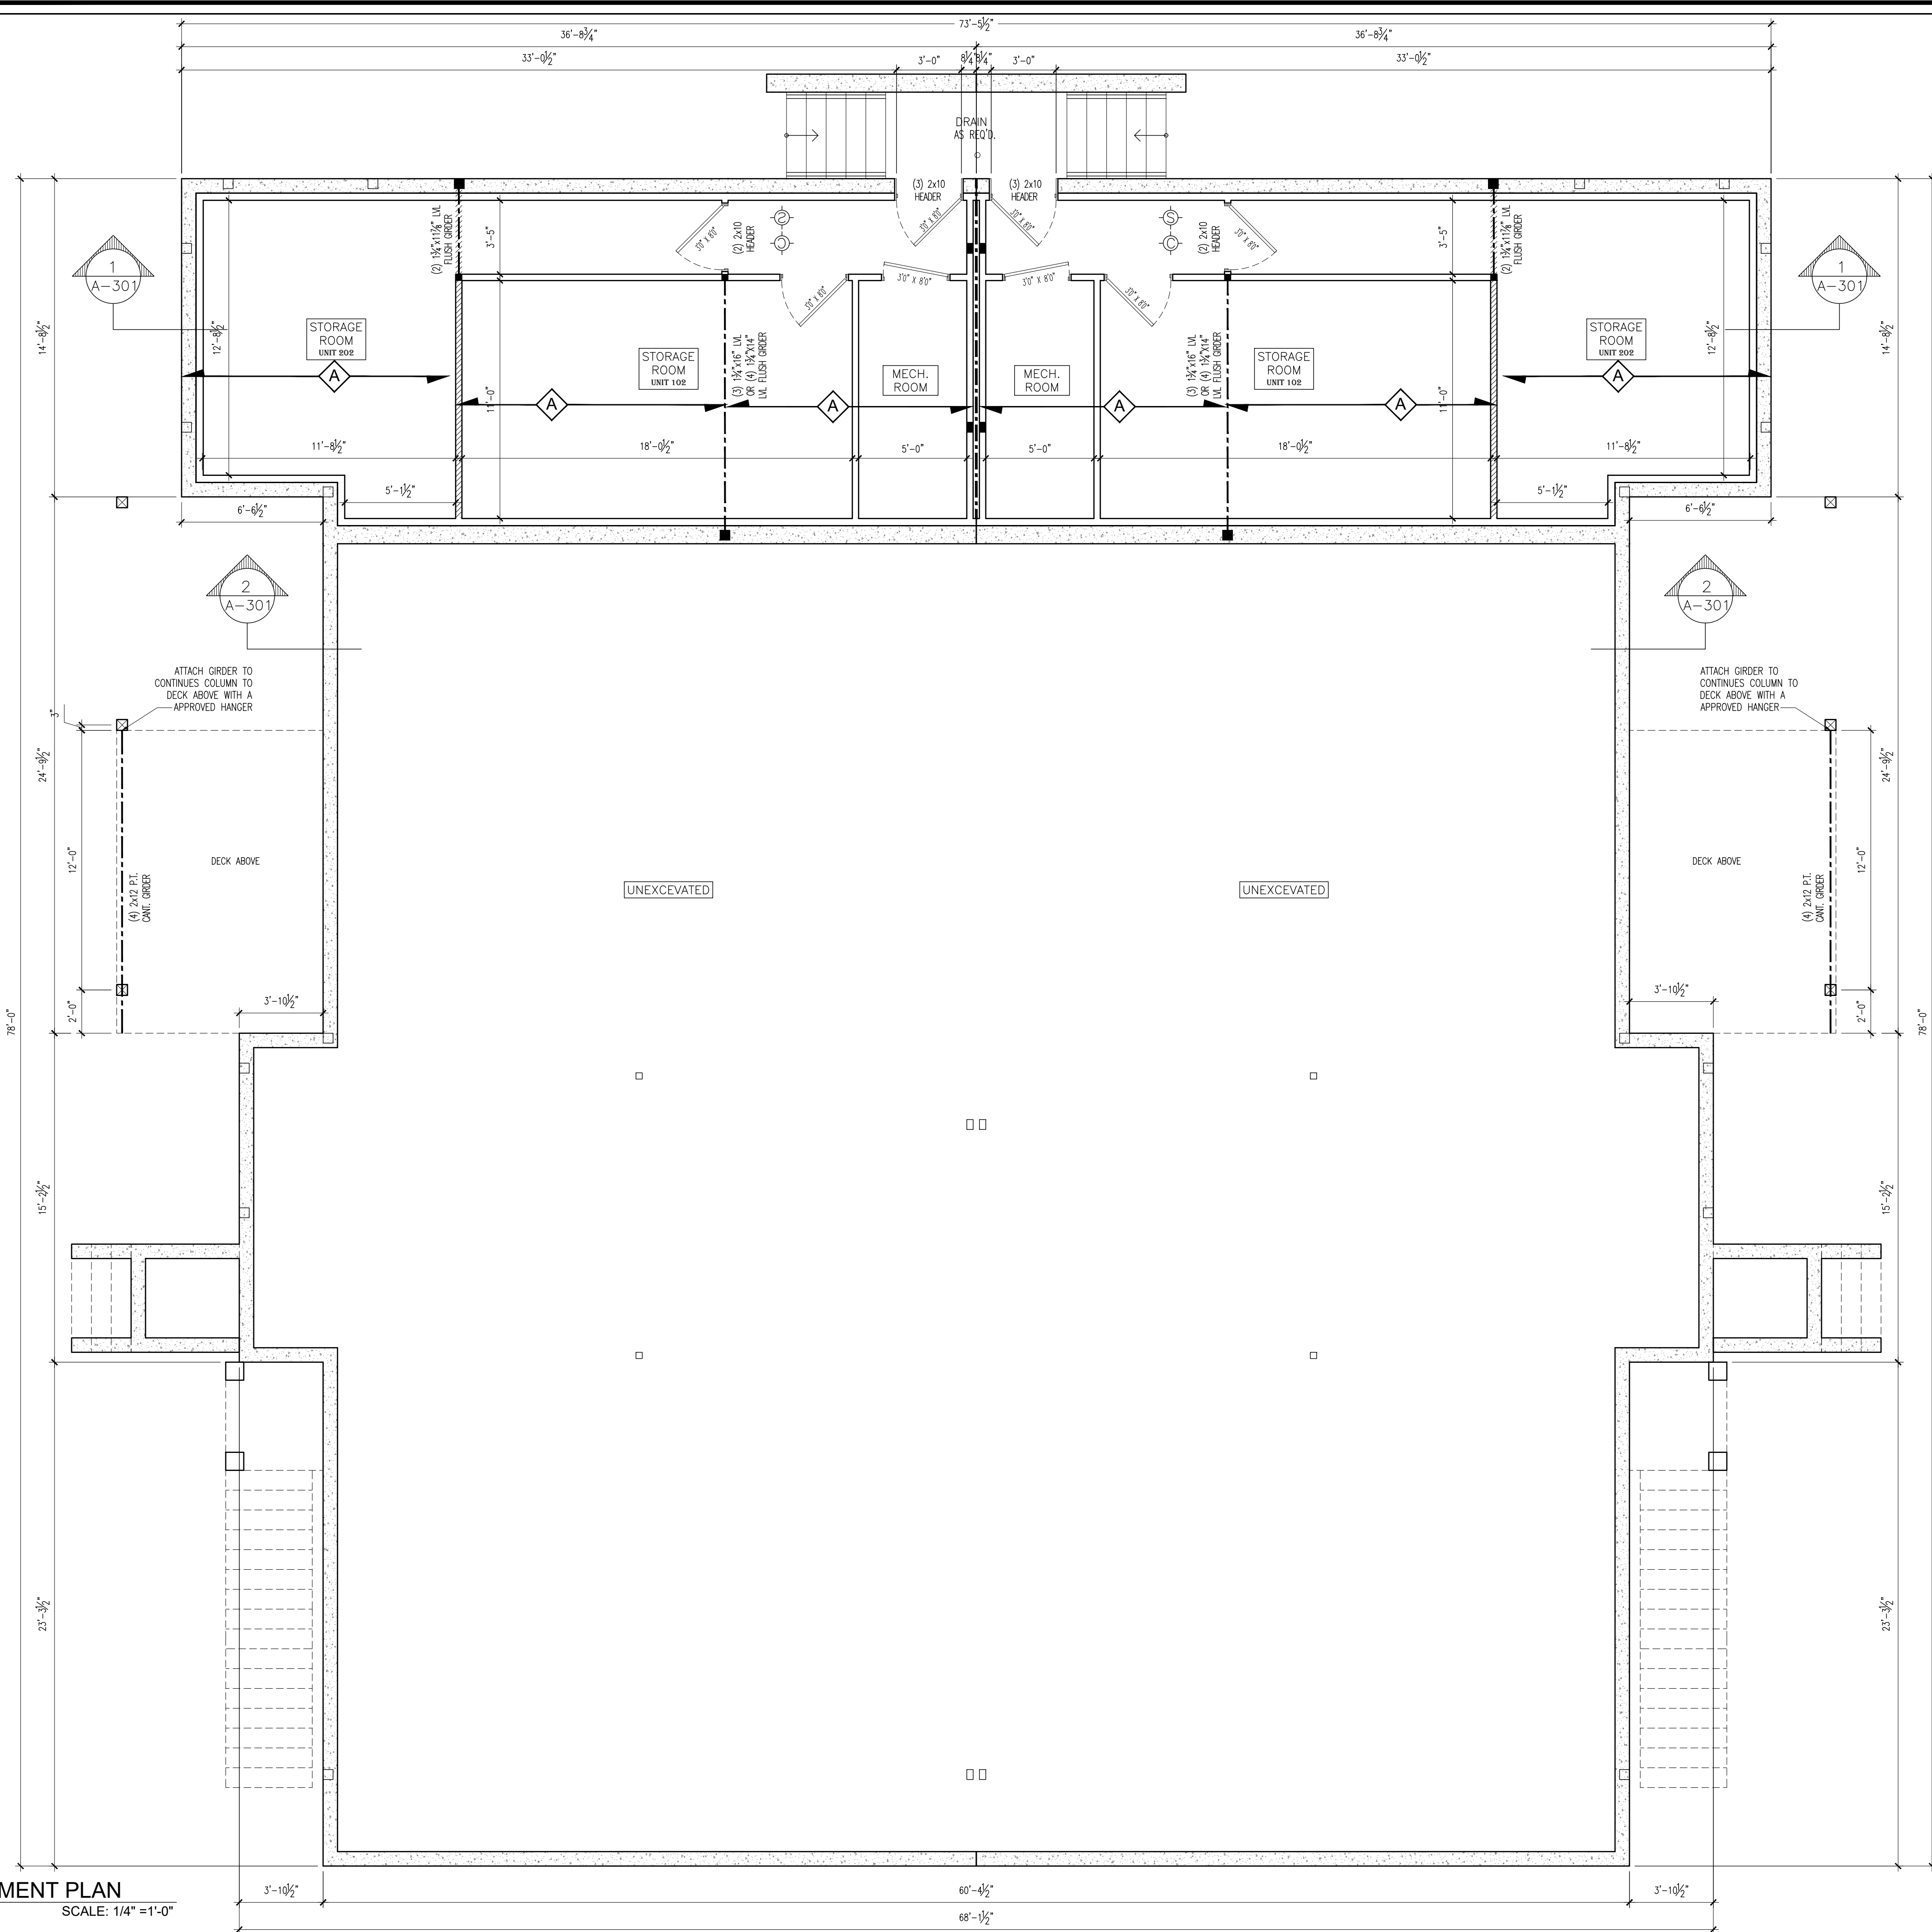 73'-5½"
36'-8¾"
36'-8¾"
33'-0½"
3'-0"
8¼"
8¼"
3'-0"
33'-0½"
DRAIN
AS REQ'D.
(3) 2x10
HEADER
(3) 2x10
HEADER
3'0" X 8'0"
3'0" X 8'0"
(2) 1¾"x11⅞" LVL
FLUSH GIRDER
3'-5"
3'0" X 8'0"
(2) 2x10
HEADER
S
C
S
C
(2) 2x10
HEADER
3'0" X 8'0"
3'-5"
(2) 1¾"x11⅞" LVL
FLUSH GIRDER
1
A-301
1
A-301
3'0" X 8'0"
3'0" X 8'0"
3'0" X 8'0"
3'0" X 8'0"
14'-8½"
12'-8½"
STORAGE
ROOM
UNIT 202
A
STORAGE
ROOM
UNIT 102
A
11'-0"
(3) 1¾"x16" LVL
OR (4) 1¾"x14"
LVL FLUSH GIRDER
A
MECH.
ROOM
MECH.
ROOM
A
(3) 1¾"x16" LVL
OR (4) 1¾"x14"
LVL FLUSH GIRDER
STORAGE
ROOM
UNIT 102
A
11'-0"
STORAGE
ROOM
UNIT 202
A
12'-8½"
14'-8½"
11'-8½"
18'-0½"
5'-0"
5'-0"
18'-0½"
11'-8½"
5'-1½"
5'-1½"
6'-6½"
6'-6½"
2
A-301
2
A-301
ATTACH GIRDER TO
CONTINUES COLUMN TO
DECK ABOVE WITH A
APPROVED HANGER
ATTACH GIRDER TO
CONTINUES COLUMN TO
DECK ABOVE WITH A
APPROVED HANGER
3"
24'-9½"
24'-9½"
12'-0"
DECK ABOVE
(4) 2x12 P.T.
CANT. GIRDER
UNEXCEVATED
UNEXCEVATED
DECK ABOVE
(4) 2x12 P.T.
CANT. GIRDER
12'-0"
2'-0"
3'-10½"
3'-10½"
2'-0"
78'-0"
78'-0"
15'-2½"
15'-2½"
23'-3½"
23'-3½"
MENT PLAN
SCALE: 1/4" =1'-0"
3'-10½"
60'-4½"
3'-10½"
68'-1½"